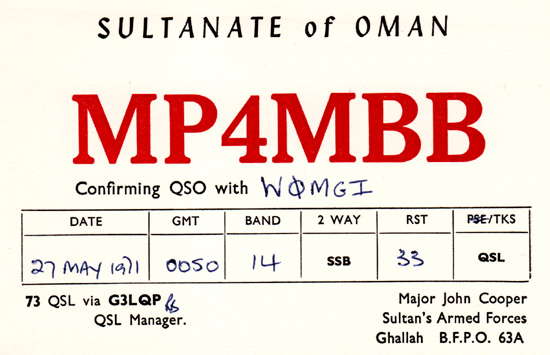 SULTANATE of OMAN
MP4MBB
Confirming QSO with WØMGI
DATE GMT BAND 2 WAY RST PSE/TKS
27 MAY 1971 0050 14 SSB 33 QSL
73 QSL via G3LQP
QSL Manager.
Major John Cooper
Sultan's Armed Forces
Ghallah B.F.P.O. 63A